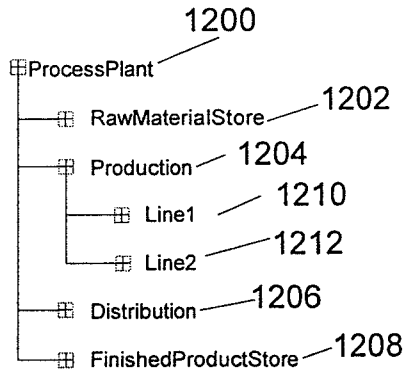 1200
ProcessPlant
RawMaterialStore 1202
Production 1204
Line1 1210
Line2 1212
Distribution 1206
FinishedProductStore 1208